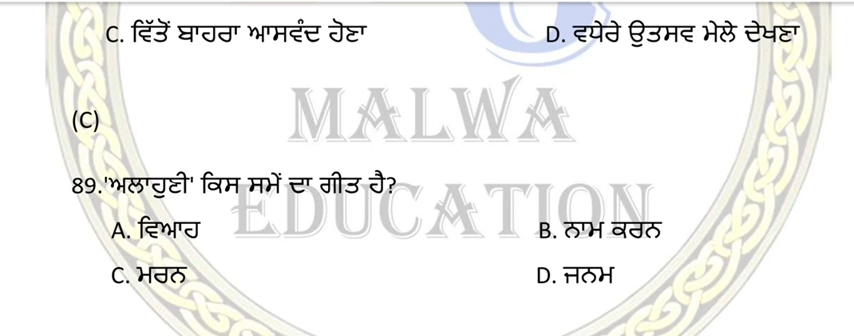 C. ਵਿੱਤੋਂ ਬਾਹਰਾ ਆਸਵੰਦ ਹੋਣਾ D. ਵਧੇਰੇ ਉਤਸਵ ਮੇਲੇ ਦੇਖਣਾ
MALWA
(C)
89.'ਅਲਾਹੁਣੀ' ਕਿਸ ਸਮੇਂ ਦਾ ਗੀਤ ਹੈ?
EDUCATION
A. ਵਿਆਹ B. ਨਾਮ ਕਰਨ
C. ਮਰਨ D. ਜਨਮ